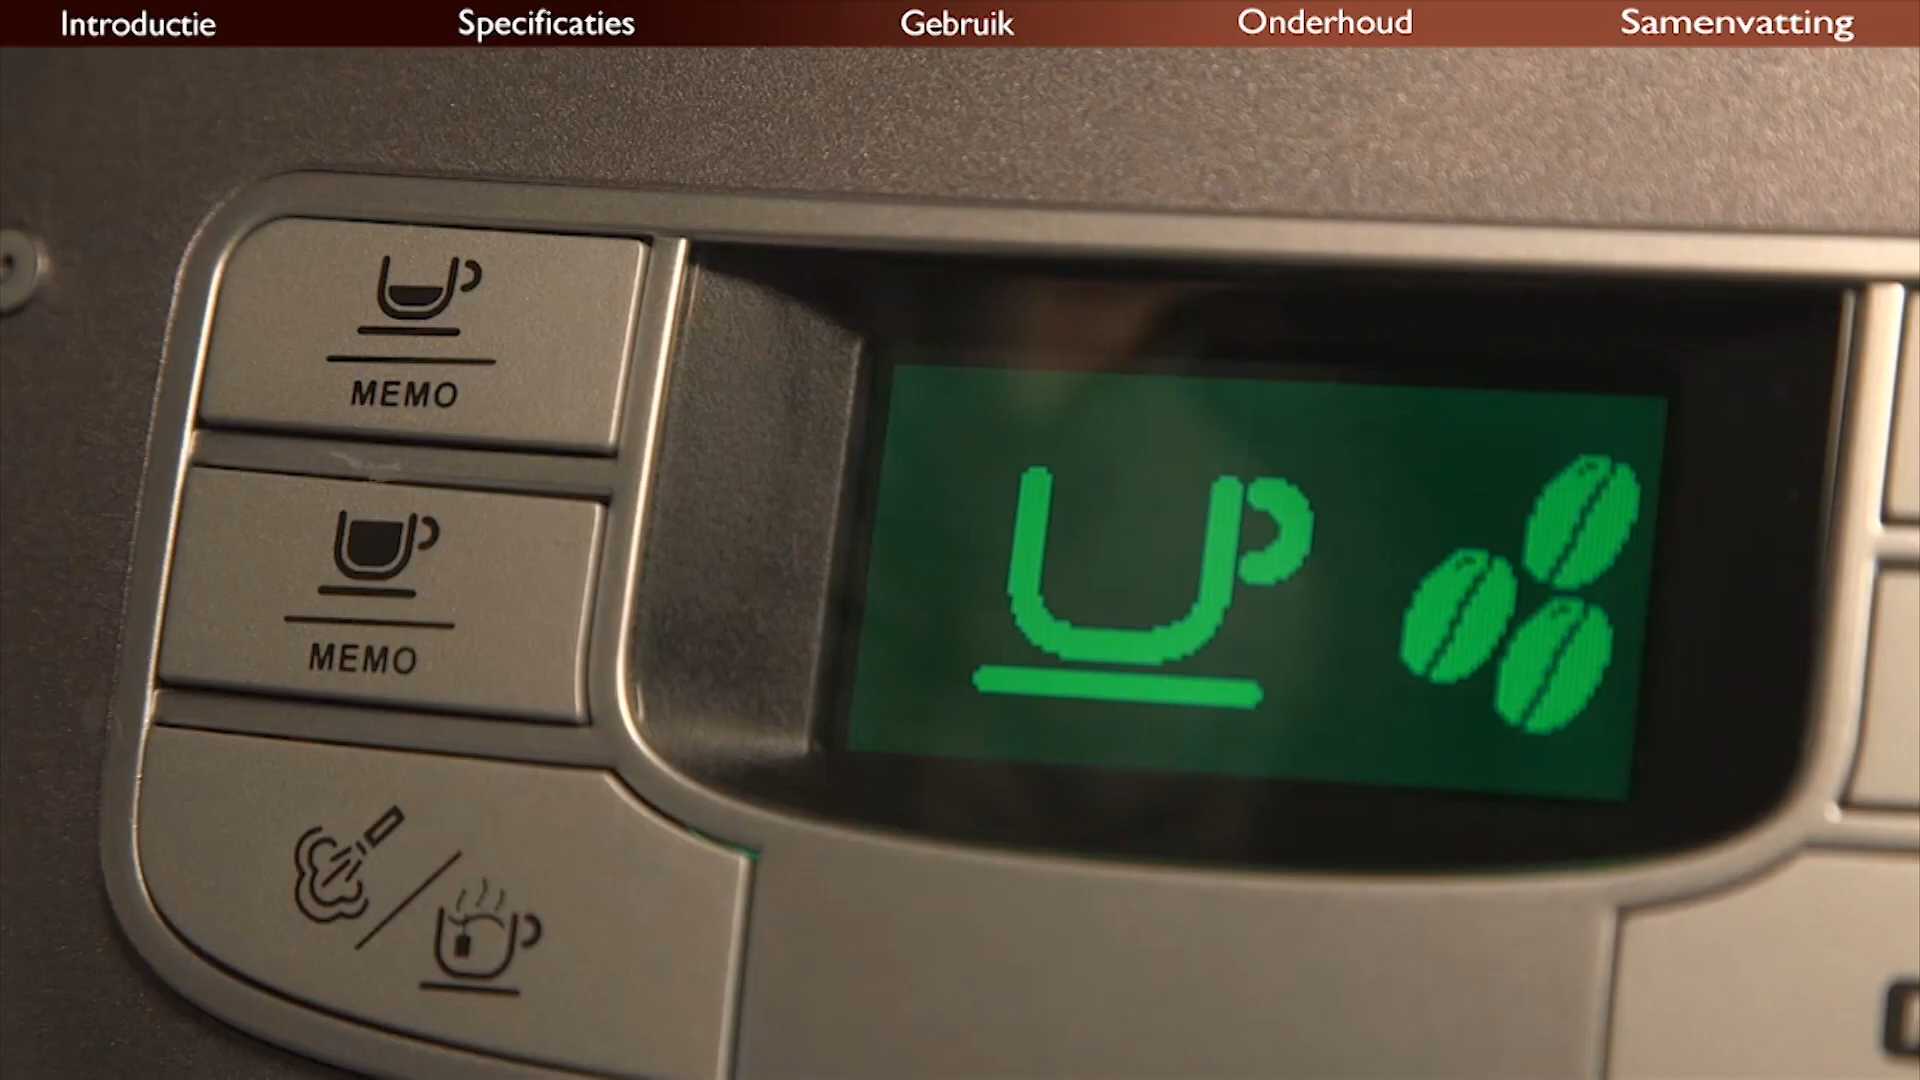 Introductie Specificaties Gebruik Onderhoud Samenvatting
MEMO
MEMO